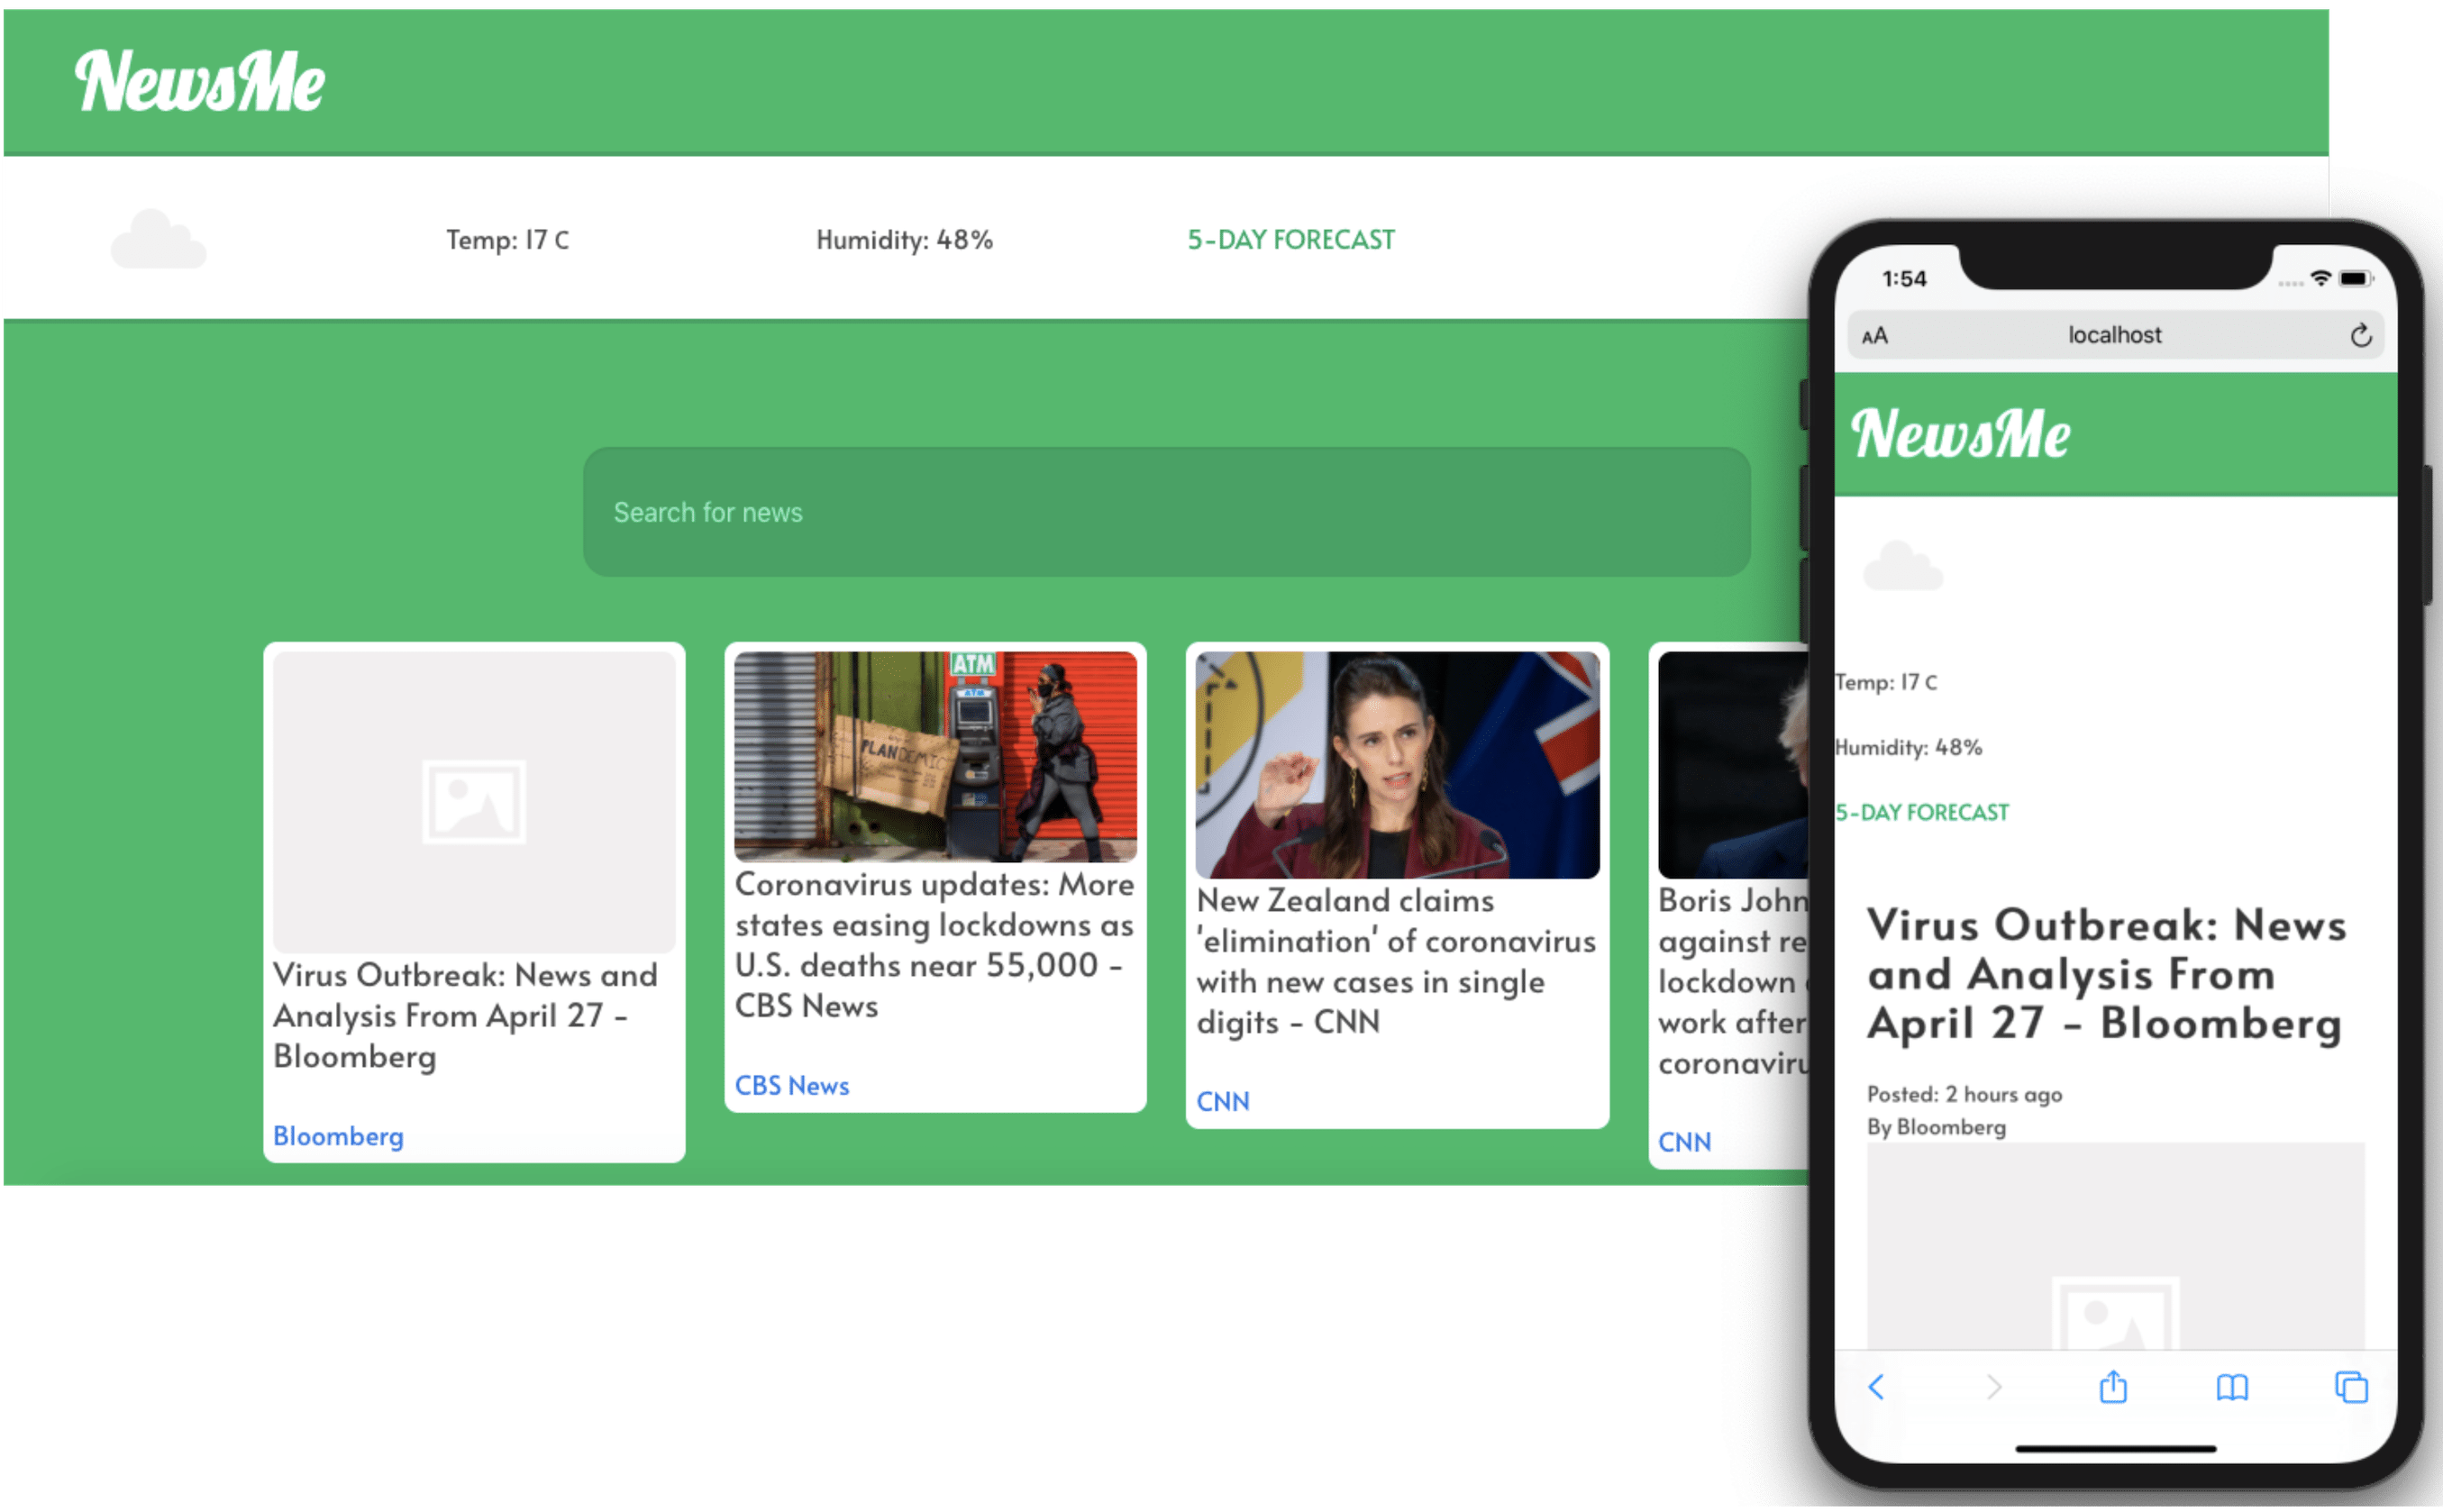 NewsMe
Temp: 17 C
Humidity: 48%
5-DAY FORECAST
Search for news
Virus Outbreak: News and
Analysis From April 27 -
Bloomberg
Bloomberg
ATM
ATM
PLANDEMIC
Coronavirus updates: More
states easing lockdowns as
U.S. deaths near 55,000 -
CBS News
CBS News
New Zealand claims
'elimination' of coronavirus
with new cases in single
digits - CNN
CNN
Boris John
against re
lockdown
work after
coronaviru
CNN
1:54
AA
localhost
NewsMe
Temp: 17 C
Humidity: 48%
5-DAY FORECAST
Virus Outbreak: News
and Analysis From
April 27 - Bloomberg
Posted: 2 hours ago
By Bloomberg